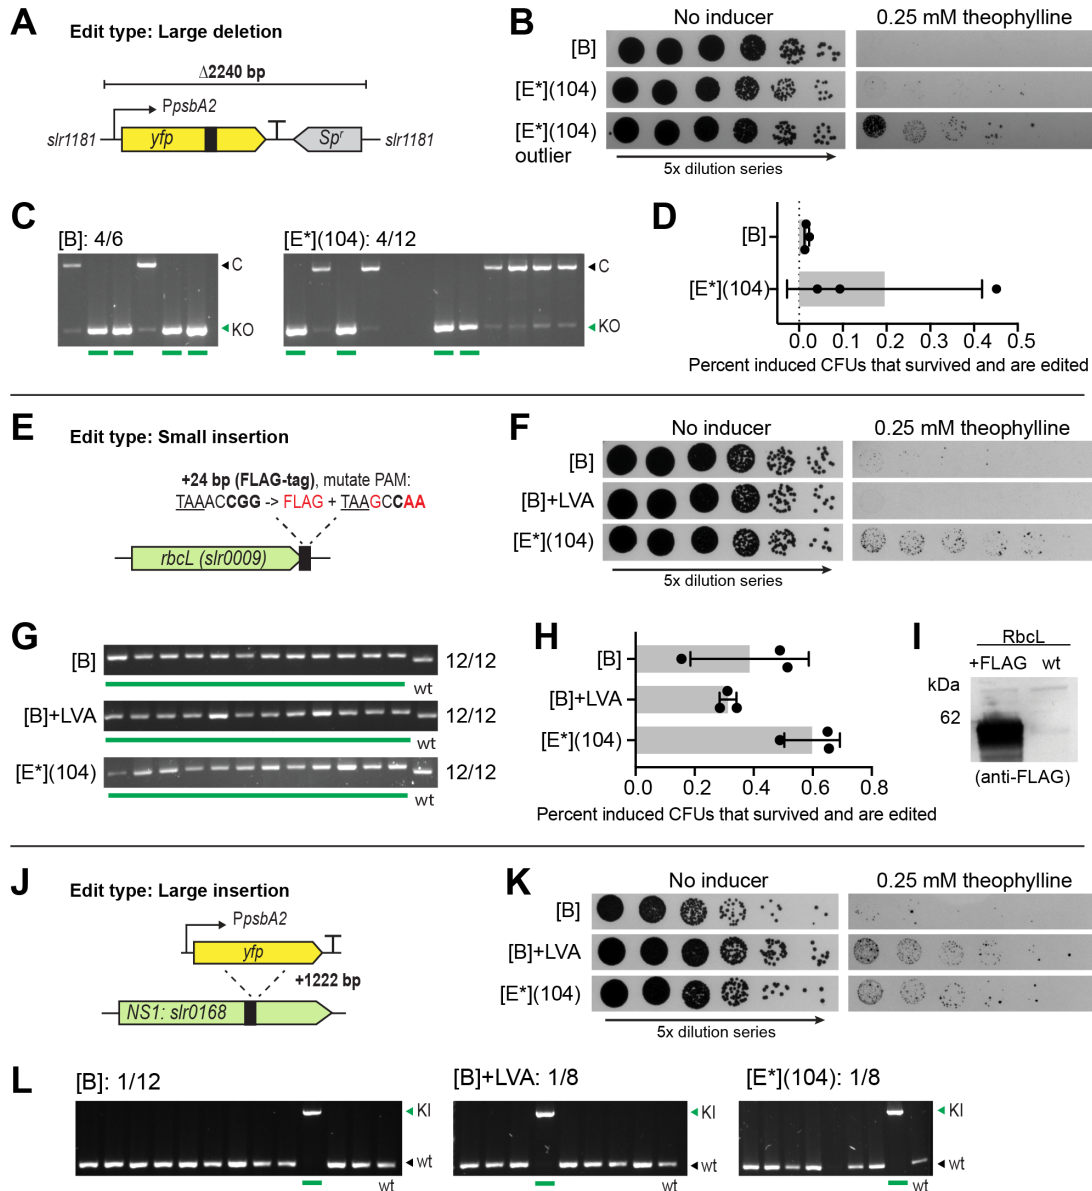 A
Edit type: Large deletion
Δ2240 bp
PpsbA2
slr1181
yfp
Spr
slr1181
B
No inducer
0.25 mM theophylline
[B]
[E*](104)
[E*](104)
outlier
5x dilution series
C
[B]: 4/6
[E*](104): 4/12
C
KO
C
KO
D
[B]
[E*](104)
0.0 0.1 0.2 0.3 0.4 0.5
Percent induced CFUs that survived and are edited
E
Edit type: Small insertion
+24 bp (FLAG-tag), mutate PAM:
TAAACCGG -> FLAG + TAAGCCAA
rbcL (slr0009)
F
No inducer
0.25 mM theophylline
[B]
[B]+LVA
[E*](104)
5x dilution series
G
[B]
12/12
wt
[B]+LVA
12/12
wt
[E*](104)
12/12
wt
H
[B]
[B]+LVA
[E*](104)
0.0 0.2 0.4 0.6 0.8
Percent induced CFUs that survived and are edited
I
RbcL
+FLAG wt
kDa
62
(anti-FLAG)
J
Edit type: Large insertion
PpsbA2
yfp
+1222 bp
NS1: slr0168
K
No inducer
0.25 mM theophylline
[B]
[B]+LVA
[E*](104)
5x dilution series
L
[B]: 1/12
KI
wt
wt
[B]+LVA: 1/8
KI
wt
wt
[E*](104): 1/8
KI
wt
wt